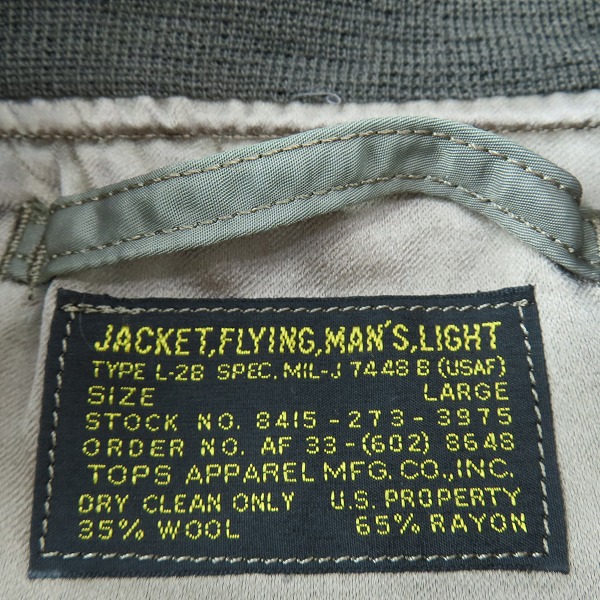 JACKET,FLYING,MAN'S,LIGHT
TYPE L-2B SPEC. MIL-J 7448 B (USAF)
SIZE LARGE
STOCK NO. 8415-273-3975
ORDER NO. AF 33-(602) 8648
TOPS APPAREL MFG. CO., INC.
DRY CLEAN ONLY U.S. PROPERTY
35% WOOL 65% RAYON